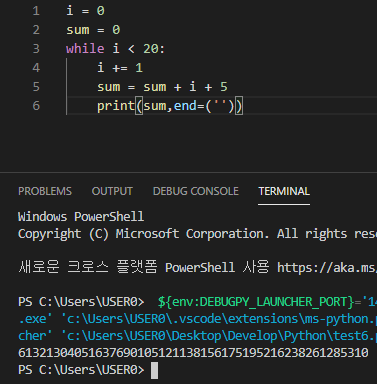 1 i = 0
2 sum = 0
3 while i < 20:
4 i += 1
5 sum = sum + i + 5
6 print(sum,end=(''))
PROBLEMS OUTPUT DEBUG CONSOLE TERMINAL
Windows PowerShell
Copyright (C) Microsoft Corporation. All rights rese
새로운 크로스 플랫폼 PowerShell 사용 https://aka.ms,
PS C:\Users\USER0> ${env:DEBUGPY_LAUNCHER_PORT}='14
.exe' 'c:\Users\USER0\.vscode\extensions\ms-python.p
cher' 'c:\Users\USER0\Desktop\Develop\Python\test6.p
613213040516376901051211381561751952162382612853​10
PS C:\Users\USER0>